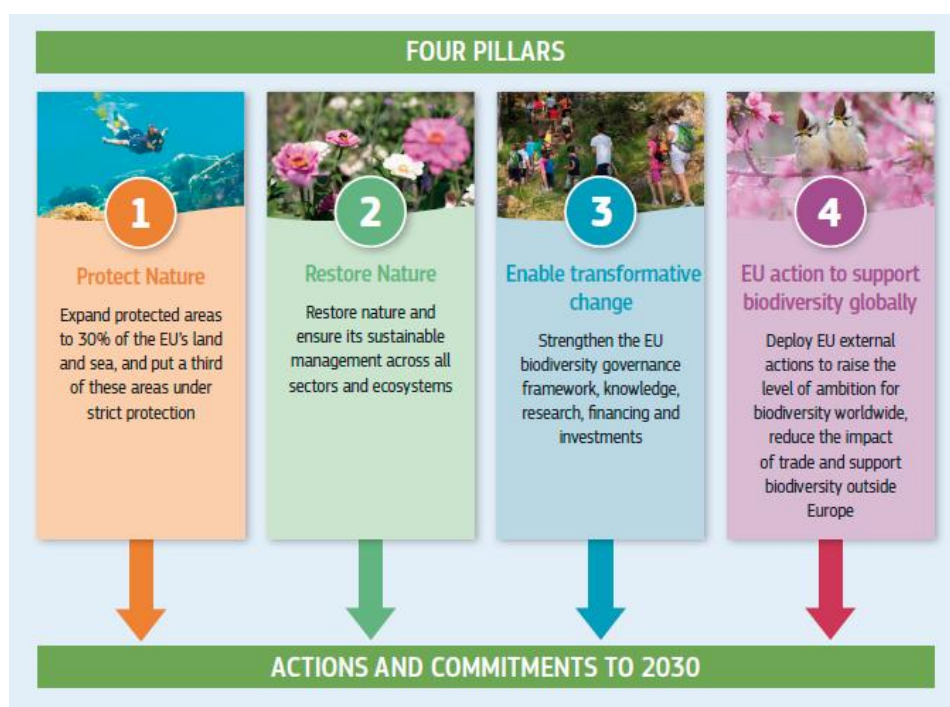 FOUR PILLARS
1
Protect Nature
Expand protected areas
to 30% of the EU's land
and sea, and put a third
of these areas under
strict protection
2
Restore Nature
Restore nature and
ensure its sustainable
management across all
sectors and ecosystems
3
Enable transformative
change
Strengthen the EU
biodiversity governance
framework, knowledge,
research, financing and
investments
4
EU action to support
biodiversity globally
Deploy EU external
actions to raise the
level of ambition for
biodiversity worldwide,
reduce the impact
of trade and support
biodiversity outside
Europe
ACTIONS AND COMMITMENTS TO 2030